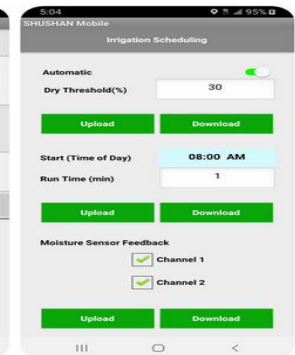 5:04 95%
SHUSHAN Mobile
Irrigation Scheduling
Automatic
Dry Threshold(%) 30
Upload Download
Start (Time of Day) 08:00 AM
Run Time (min) 1
Upload Download
Moisture Sensor Feedback
Channel 1
Channel 2
Upload Download